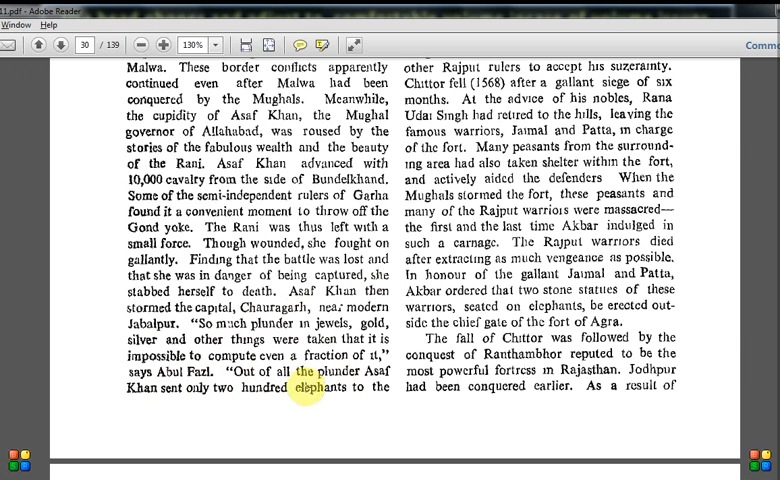 11.pdf - Adobe Reader
Window Help
30 / 139
130%
Comme
Malwa. These border conflicts apparently
continued even after Malwa had been
conquered by the Mughals. Meanwhile,
the cupidity of Asaf Khan, the Mughal
governor of Allahabad, was roused by the
stories of the fabulous wealth and the beauty
of the Rani. Asaf Khan advanced with
10,000 cavalry from the side of Bundelkhand.
Some of the semi-independent rulers of Garha
found it a convenient moment to throw off the
Gond yoke. The Rani was thus left with a
small force. Though wounded, she fought on
gallantly. Finding that the battle was lost and
that she was in danger of being captured, she
stabbed herself to death. Asaf Khan then
stormed the capital, Chauragarh, near modern
Jabalpur. “So much plunder in jewels, gold,
silver and other things were taken that it is
impossible to compute even a fraction of it,”
says Abul Fazl. “Out of all the plunder Asaf
Khan sent only two hundred elephants to the
other Rajput rulers to accept his suzerainty.
Chittor fell (1568) after a gallant siege of six
months. At the advice of his nobles, Rana
Udai Singh had retired to the hills, leaving the
famous warriors, Jaimal and Patta, in charge
of the fort. Many peasants from the surround-
ing area had also taken shelter within the fort,
and actively aided the defenders When the
Mughals stormed the fort, these peasants and
many of the Rajput warriors were massacred—
the first and the last time Akbar indulged in
such a carnage. The Rajput warriors died
after extracting as much vengeance as possible.
In honour of the gallant Jaimal and Patta,
Akbar ordered that two stone statues of these
warriors, seated on elephants, be erected out-
side the chief gate of the fort of Agra.
The fall of Chittor was followed by the
conquest of Ranthambhor reputed to be the
most powerful fortress in Rajasthan. Jodhpur
had been conquered earlier. As a result of